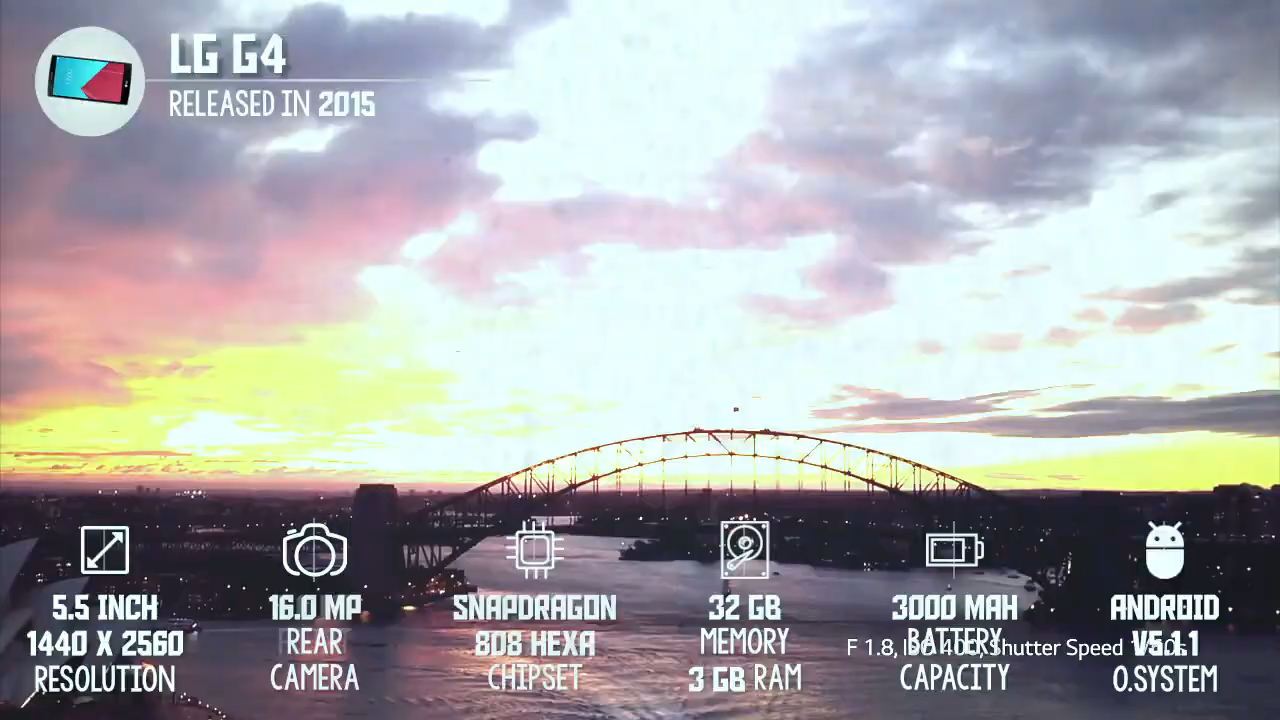 LG G4
RELEASED IN 2015
5.5 INCH
1440 X 2560
RESOLUTION
16.0 MP
REAR
CAMERA
SNAPDRAGON
808 HEXA
CHIPSET
32 GB
MEMORY
3 GB RAM
3000 MAH
BATTERY
CAPACITY
ANDROID
V5.1.1
O.SYSTEM
F 1.8, ISO 400, Shutter Speed